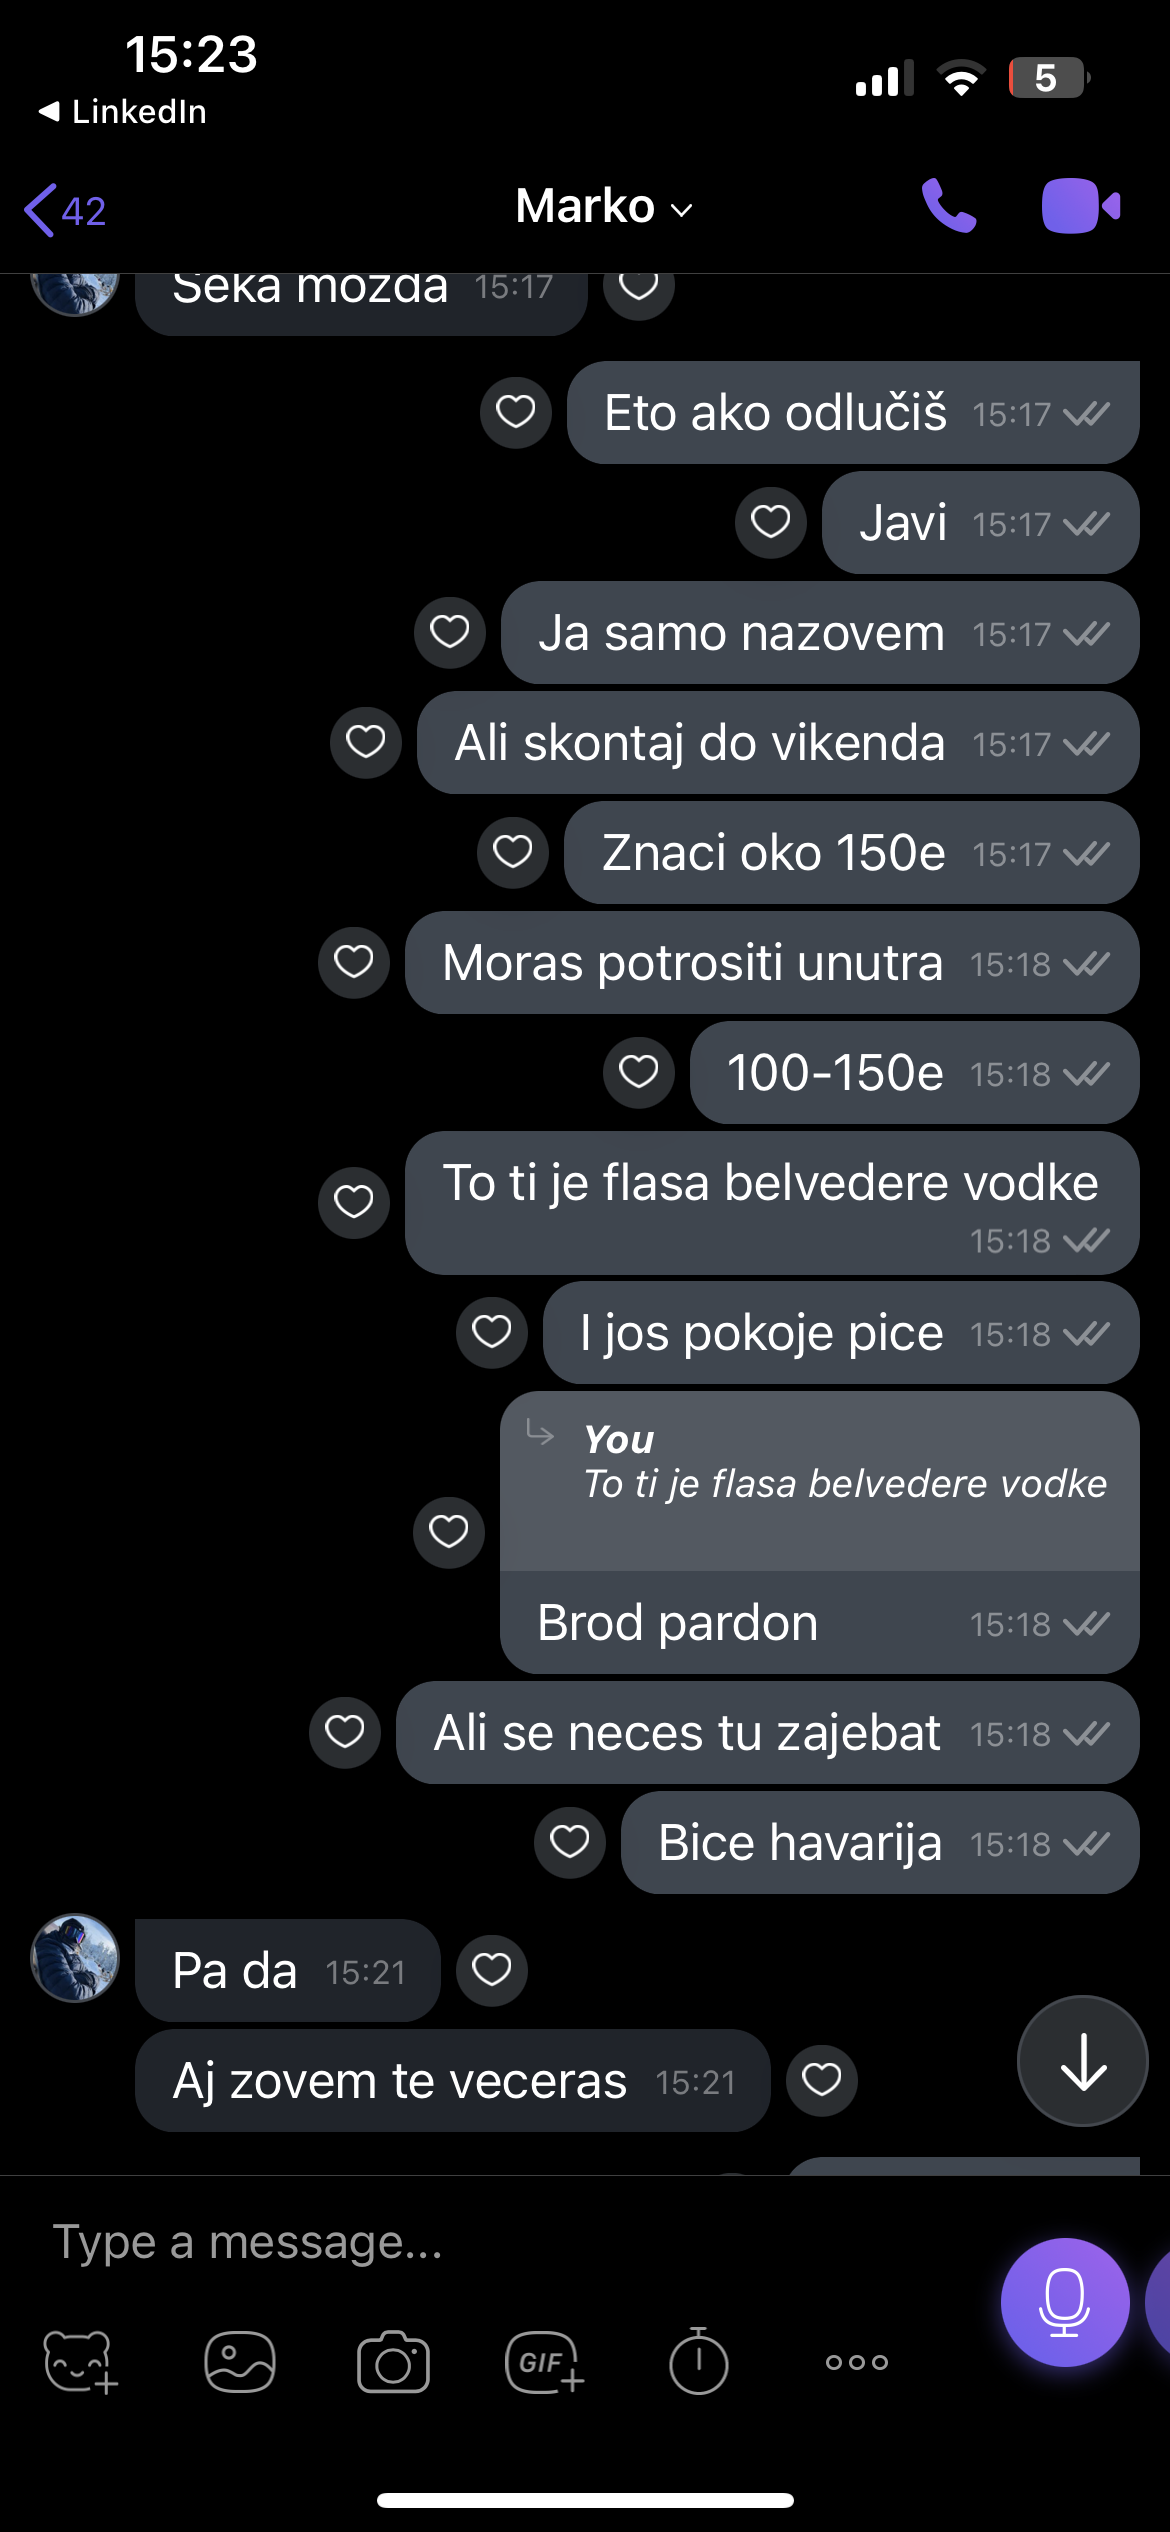 15:23
5
LinkedIn
42
Marko
Seka mozda 15:17
Eto ako odlučiš 15:17
Javi 15:17
Ja samo nazovem 15:17
Ali skontaj do vikenda 15:17
Znaci oko 150e 15:17
Moras potrositi unutra 15:18
100-150e 15:18
To ti je flasa belvedere vodke
15:18
I jos pokoje pice 15:18
You
To ti je flasa belvedere vodke
Brod pardon 15:18
Ali se neces tu zajebat 15:18
Bice havarija 15:18
Pa da 15:21
Aj zovem te veceras 15:21
Type a message...
GIF